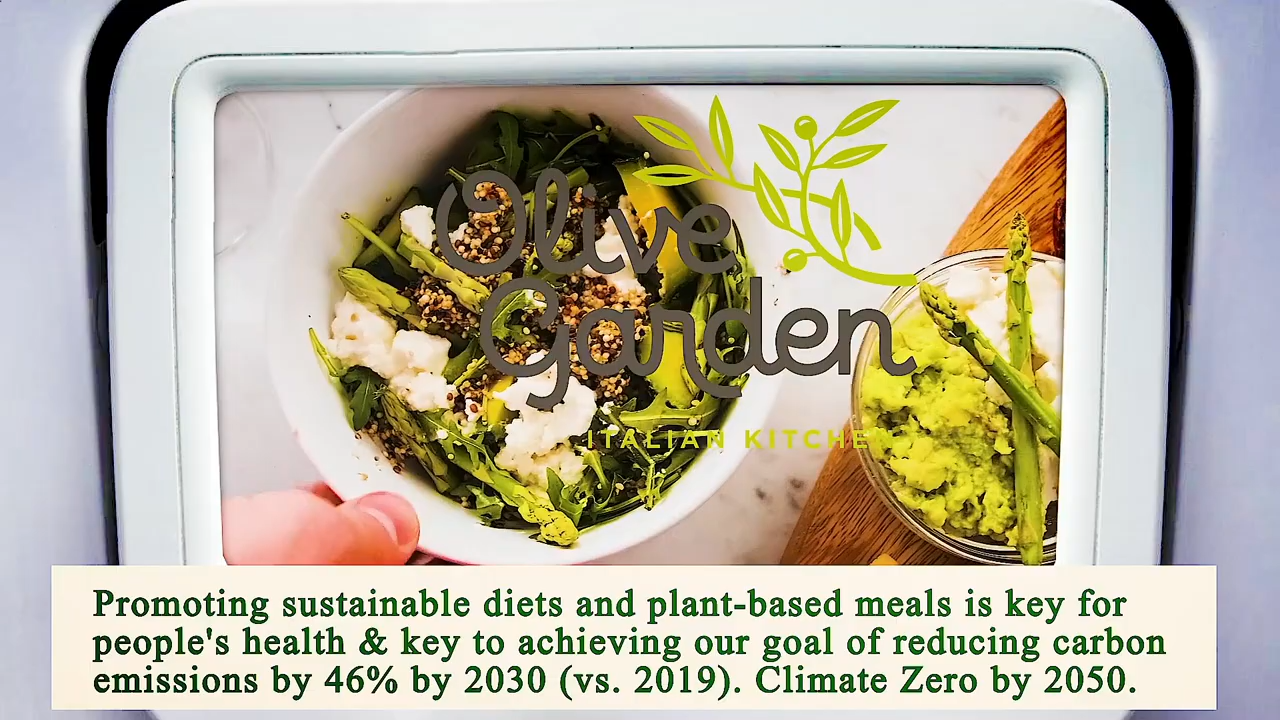 Olive
Garden
ITALIAN KITCHEN
Promoting sustainable diets and plant-based meals is key for
people's health & key to achieving our goal of reducing carbon
emissions by 46% by 2030 (vs. 2019). Climate Zero by 2050.